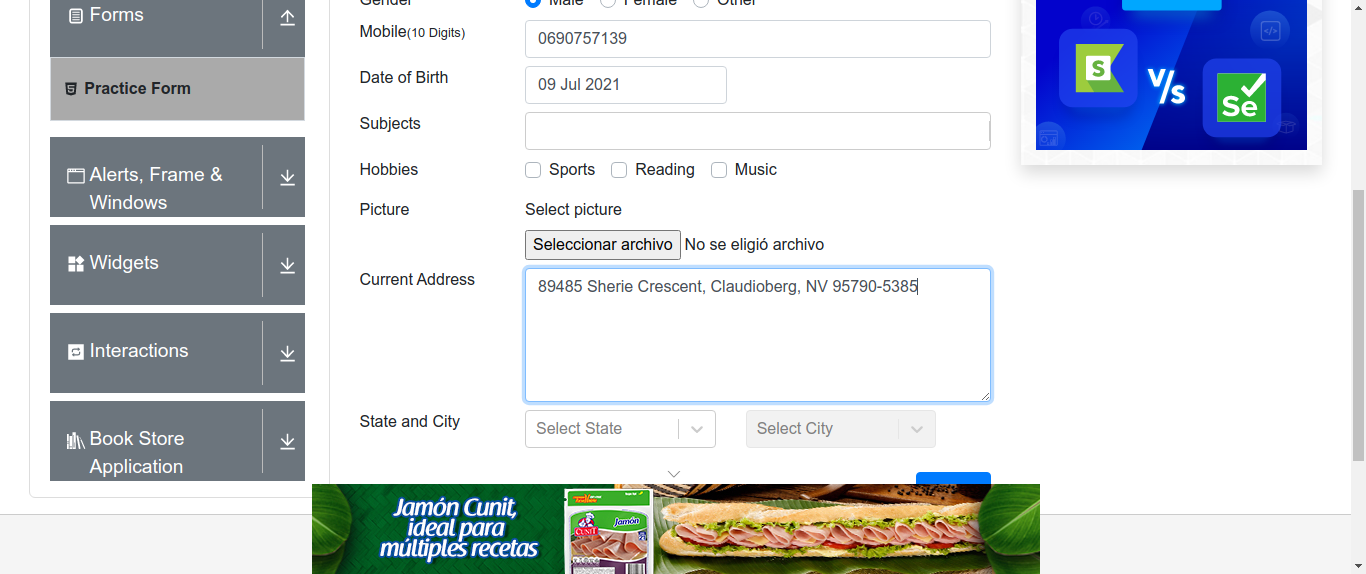 Forms
Practice Form
Alerts, Frame &
Windows
Widgets
Interactions
Book Store
Application
Gender Male Female Other
Mobile(10 Digits) 0690757139
Date of Birth 09 Jul 2021
Subjects
Hobbies Sports Reading Music
Picture Select picture
Seleccionar archivo No se eligió archivo
Current Address 89485 Sherie Crescent, Claudioberg, NV 95790-5385
State and City Select State Select City
S V/s Se
Jamón Cunit,
ideal para
múltiples recetas
CUNIT
Jamón